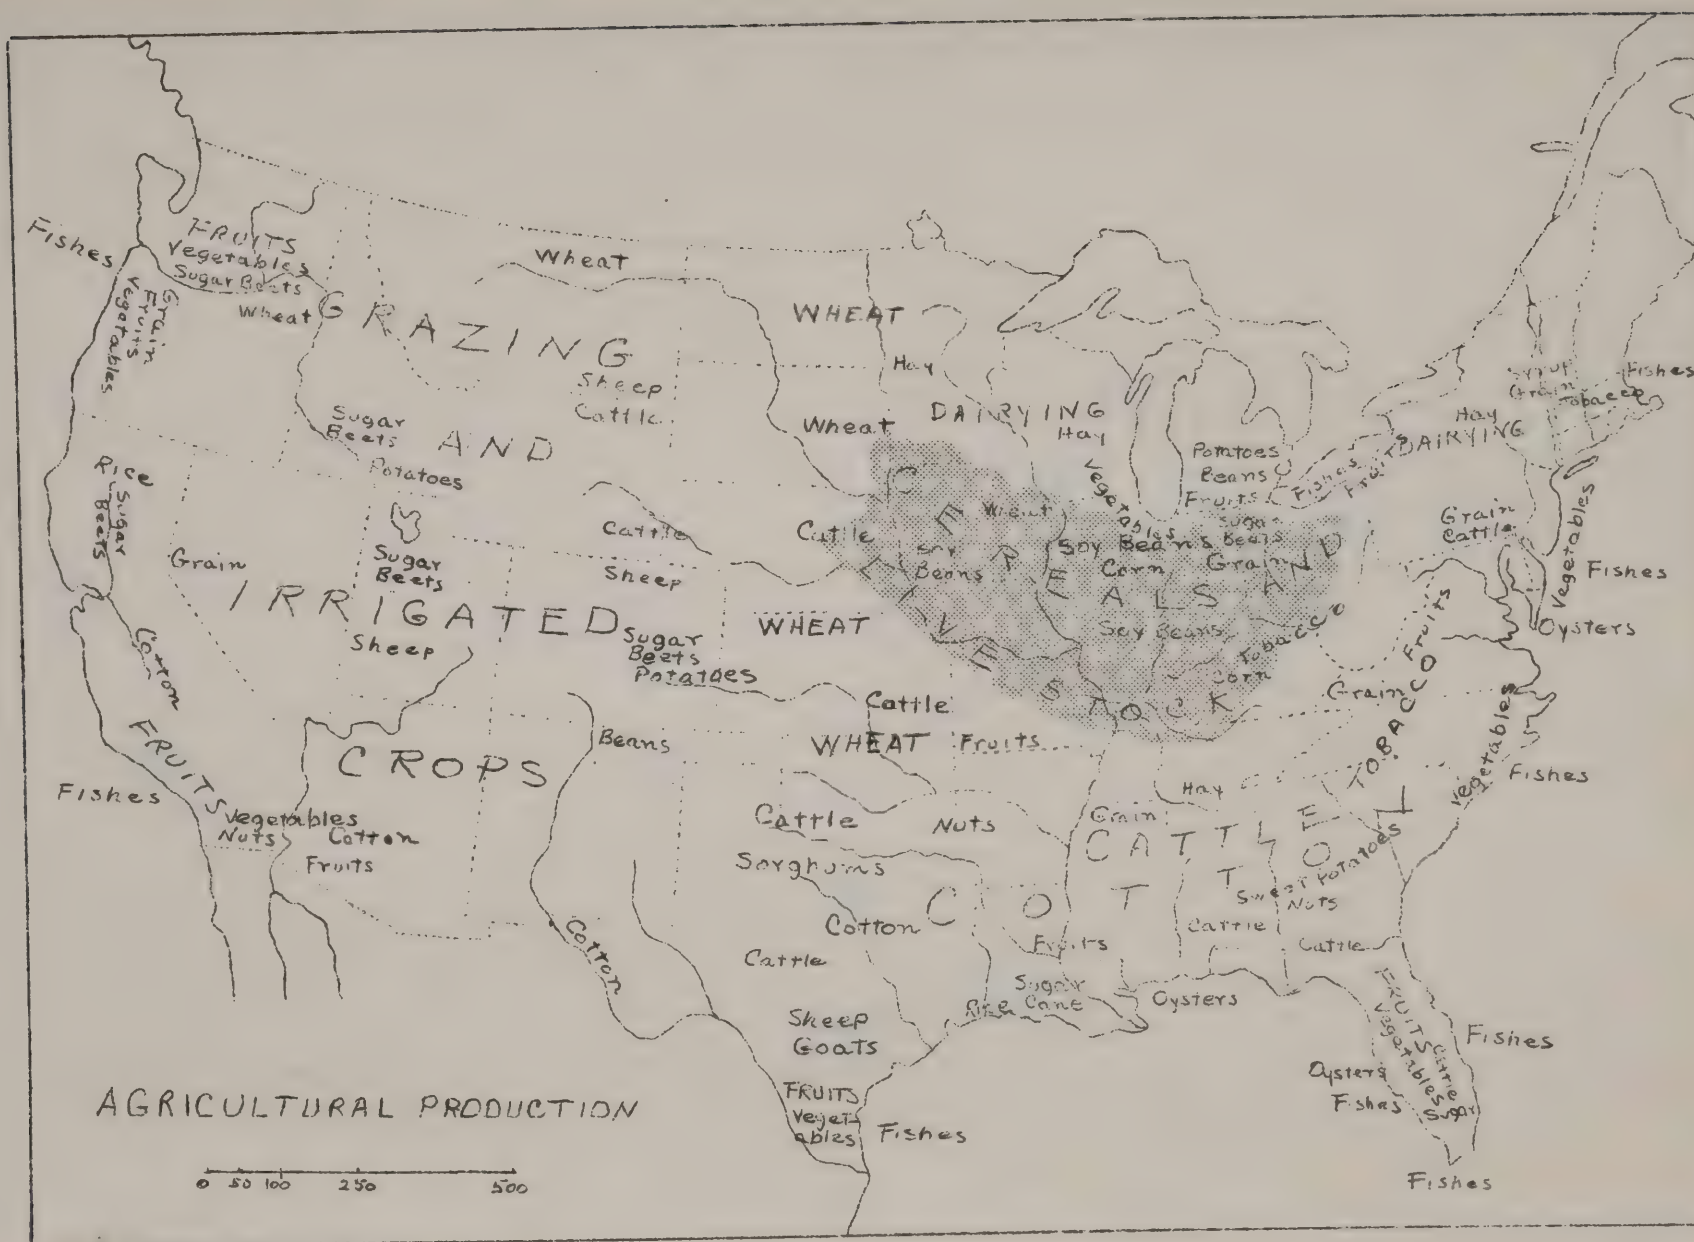 Fishes
FRUITS
Vegetables
Sugar Beets
Wheat
Grain
Fruits
Vegetables
Wheat
WHEAT
GRAZING
Sheep
Cattle
Hay
DAIRYING
Hay
Wheat
Sugar
Beets
AND
Potatoes
Syrup
Grain
Tobacco
Fishes
Hay
DAIRYING
Potatoes
Beans
Fruits
Fishes
Fruit
Vegetables
Rice
Sugar
Beets
Grain
Sugar
Beets
Cattle
Sheep
Cattle
CEREALS AND
LIVESTOCK
Wheat
Soy
Beans
Soy Beans
Corn
Sugar
Beets
Grain
Soy Beans
Tobacco
Corn
Grain
Cattle
Vegetables
Fishes
Oysters
Fruits
IRRIGATED
Sheep
Sugar
Beets
Potatoes
WHEAT
Cattle
Cotton
FRUITS
Fishes
CROPS
Beans
WHEAT
Fruits
Grain
TOBACCO
Vegetables
Fishes
Vegetables
Nuts
Cotton
Fruits
Cattle
Nuts
Hay
Grain
CATTLE
Sorghums
COTTON
Sweet Potatoes
Nuts
Cotton
Cotton
Cattle
Fruits
Cattle
Cattle
Sugar
Cane
Rice
Oysters
Sheep
Goats
FRUITS
Vegetables
Cattle
Sugar
Fishes
Oysters
Fishes
FRUITS
Veget-
ables
Fishes
Fishes
AGRICULTURAL PRODUCTION
0 50 100 250 500